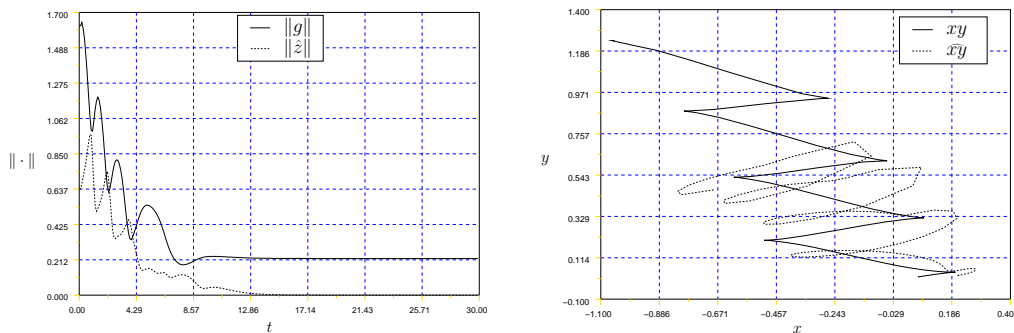 1.700
1.488
1.275
1.062
0.850
0.637
0.425
0.212
0.000
‖ · ‖
‖g‖
‖ẑ‖
0.00 4.29 8.57 12.86 17.14 21.43 25.71 30.00
t
1.400
1.186
0.971
0.757
0.543
0.329
0.114
−0.100
y
xy
x͡y
−1.100 −0.886 −0.671 −0.457 −0.243 −0.029 0.186 0.40
x